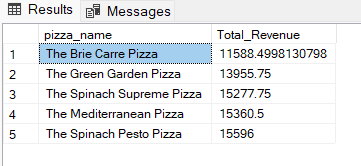 Results Messages
pizza_name Total_Revenue
1 The Brie Carre Pizza 11588.4998130798
2 The Green Garden Pizza 13955.75
3 The Spinach Supreme Pizza 15277.75
4 The Mediterranean Pizza 15360.5
5 The Spinach Pesto Pizza 15596